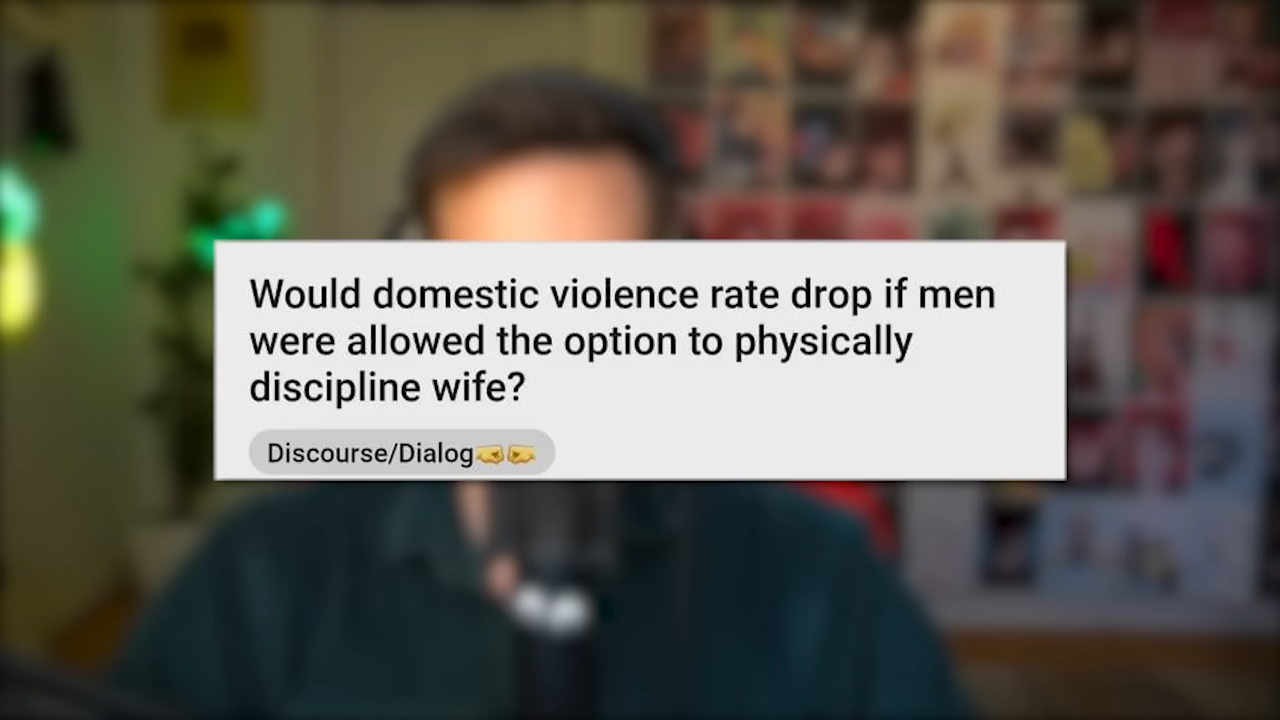 Would domestic violence rate drop if men
were allowed the option to physically
discipline wife?
Discourse/Dialog🤜🤛